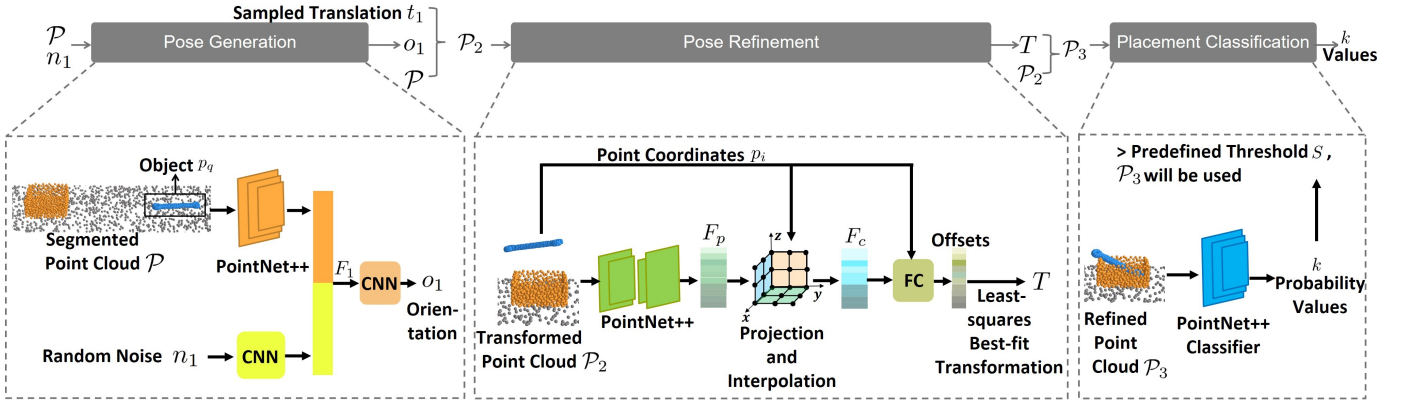 Sampled Translation t₁
𝒫
n₁
Pose Generation
o₁
𝒫
𝒫₂
Pose Refinement
T
𝒫₂
𝒫₃
Placement Classification
k
Values
Object p_q
Segmented
Point Cloud 𝒫
PointNet++
F₁
CNN
o₁
Orien-
tation
Random Noise n₁
CNN
Point Coordinates p_i
Transformed
Point Cloud 𝒫₂
PointNet++
F_p
z
y
x
Projection
and
Interpolation
F_c
FC
Offsets
T
Least-
squares
Best-fit
Transformation
> Predefined Threshold S ,
𝒫₃ will be used
Refined
Point
Cloud 𝒫₃
PointNet++
Classifier
k
Probability
Values